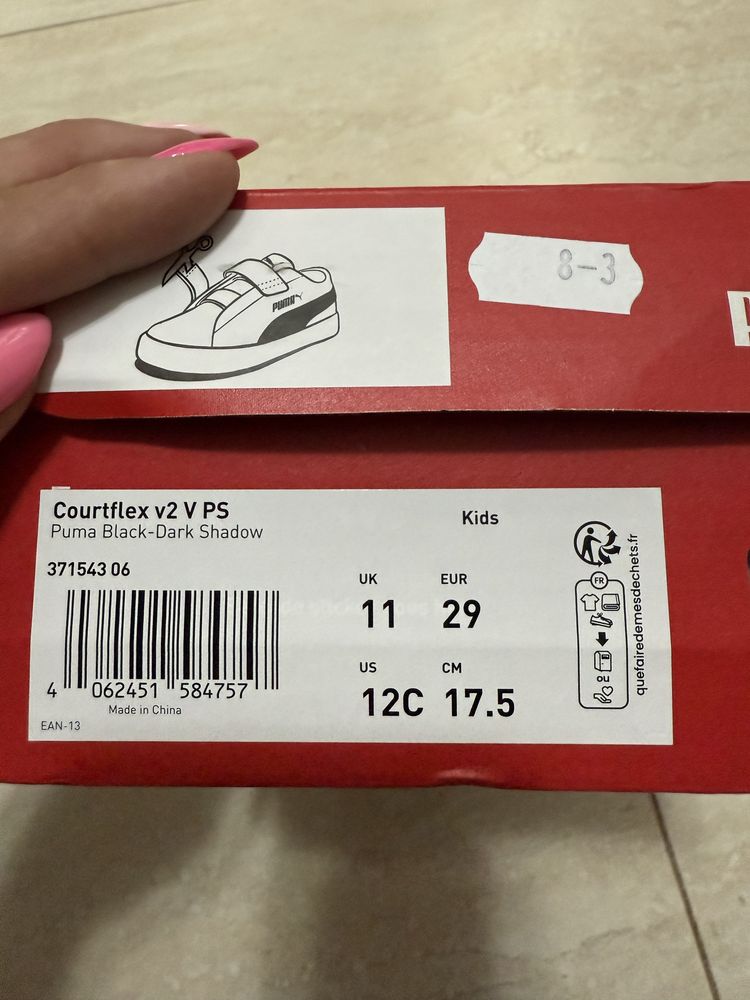 8-3
PUMA
Courtflex v2 V PS
Puma Black-Dark Shadow
Kids
371543 06
UK
EUR
11
29
US
CM
12C
17.5
4 062451 584757
Made in China
EAN-13
FR
ou
quefairedemesdechets.fr